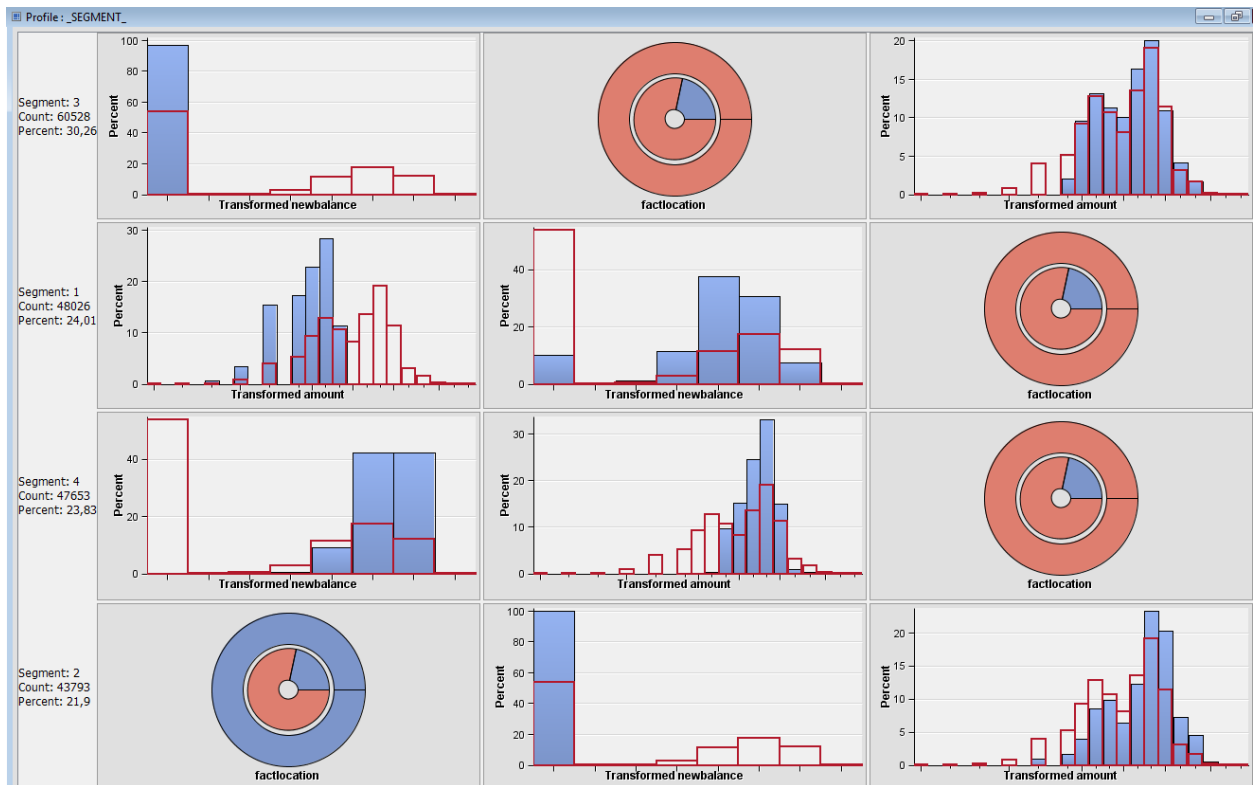 Profile : _SEGMENT_
Segment: 3
Count: 60528
Percent: 30,26
Percent
100
80
60
40
20
0
Transformed newbalance
factlocation
Percent
20
15
10
5
0
Transformed amount
Segment: 1
Count: 48026
Percent: 24,01
Percent
30
20
10
0
Transformed amount
Percent
40
20
0
Transformed newbalance
factlocation
Segment: 4
Count: 47653
Percent: 23,83
Percent
40
20
0
Transformed newbalance
Percent
30
20
10
0
Transformed amount
factlocation
Segment: 2
Count: 43793
Percent: 21,9
factlocation
Percent
100
80
60
40
20
0
Transformed newbalance
Percent
20
15
10
5
0
Transformed amount